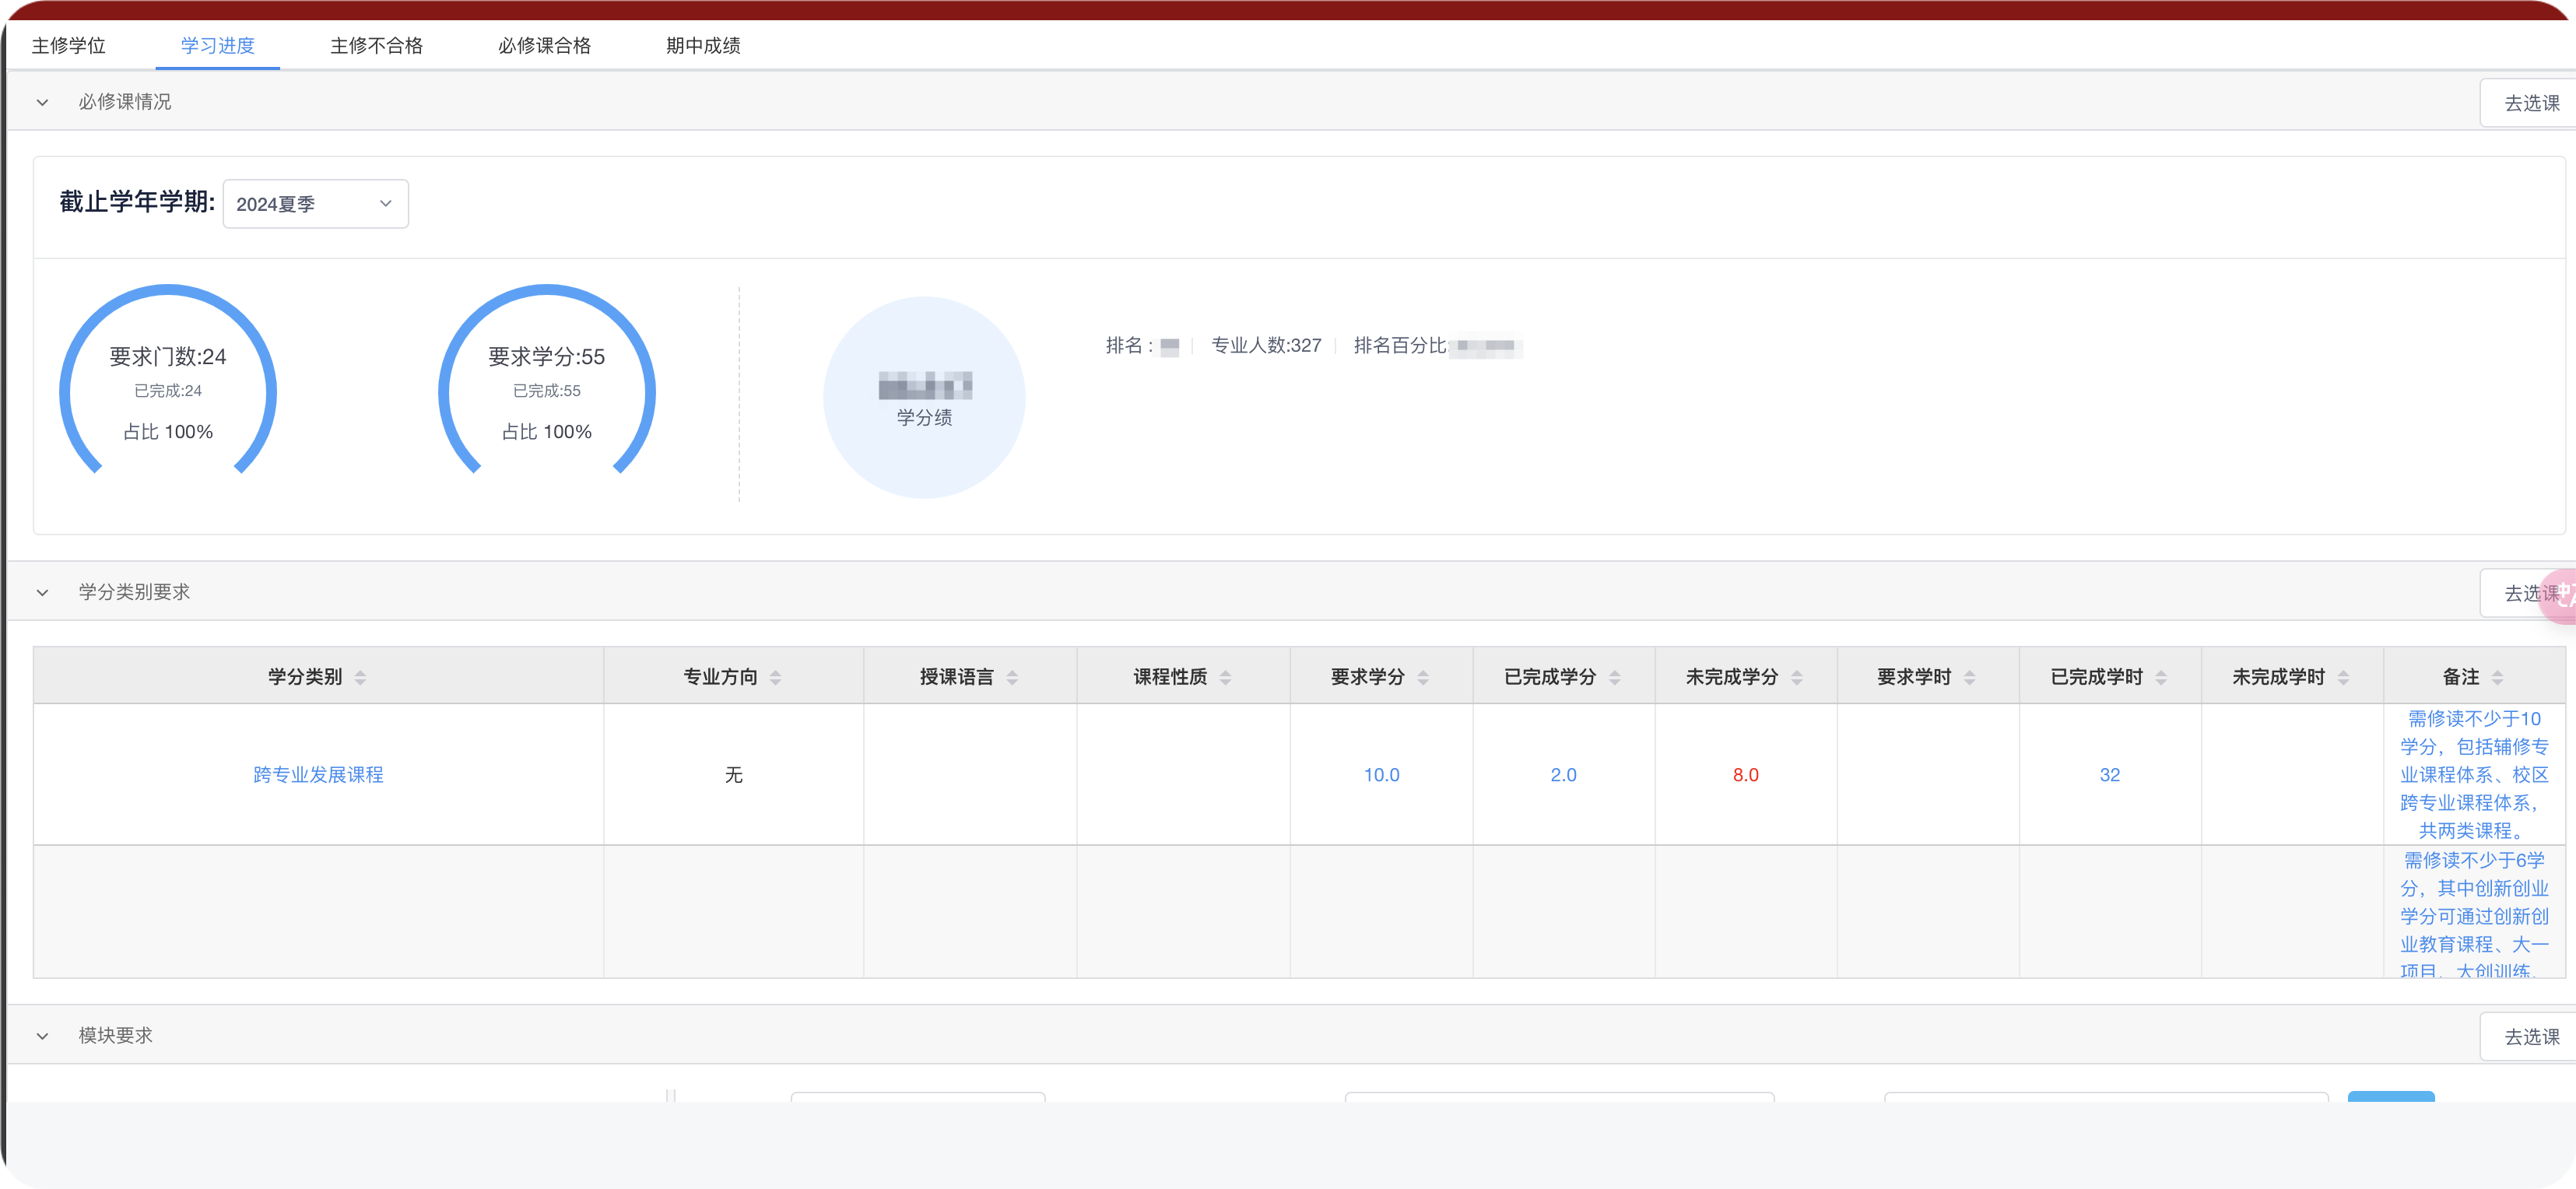 主修学位 学习进度 主修不合格 必修课合格 期中成绩
必修课情况 去选课
截止学年学期: 2024夏季
要求门数:24
已完成:24
占比 100%
要求学分:55
已完成:55
占比 100%
学分绩
排名: 专业人数:327 排名百分比:
学分类别要求 去选课
学分类别 专业方向 授课语言 课程性质 要求学分 已完成学分 未完成学分 要求学时 已完成学时 未完成学时 备注
跨专业发展课程 无 10.0 2.0 8.0 32
需修读不少于10
学分，包括辅修专
业课程体系、校区
跨专业课程体系，
共两类课程。
需修读不少于6学
分，其中创新创业
学分可通过创新创
业教育课程、大一
项目、大创训练、
模块要求 去选课